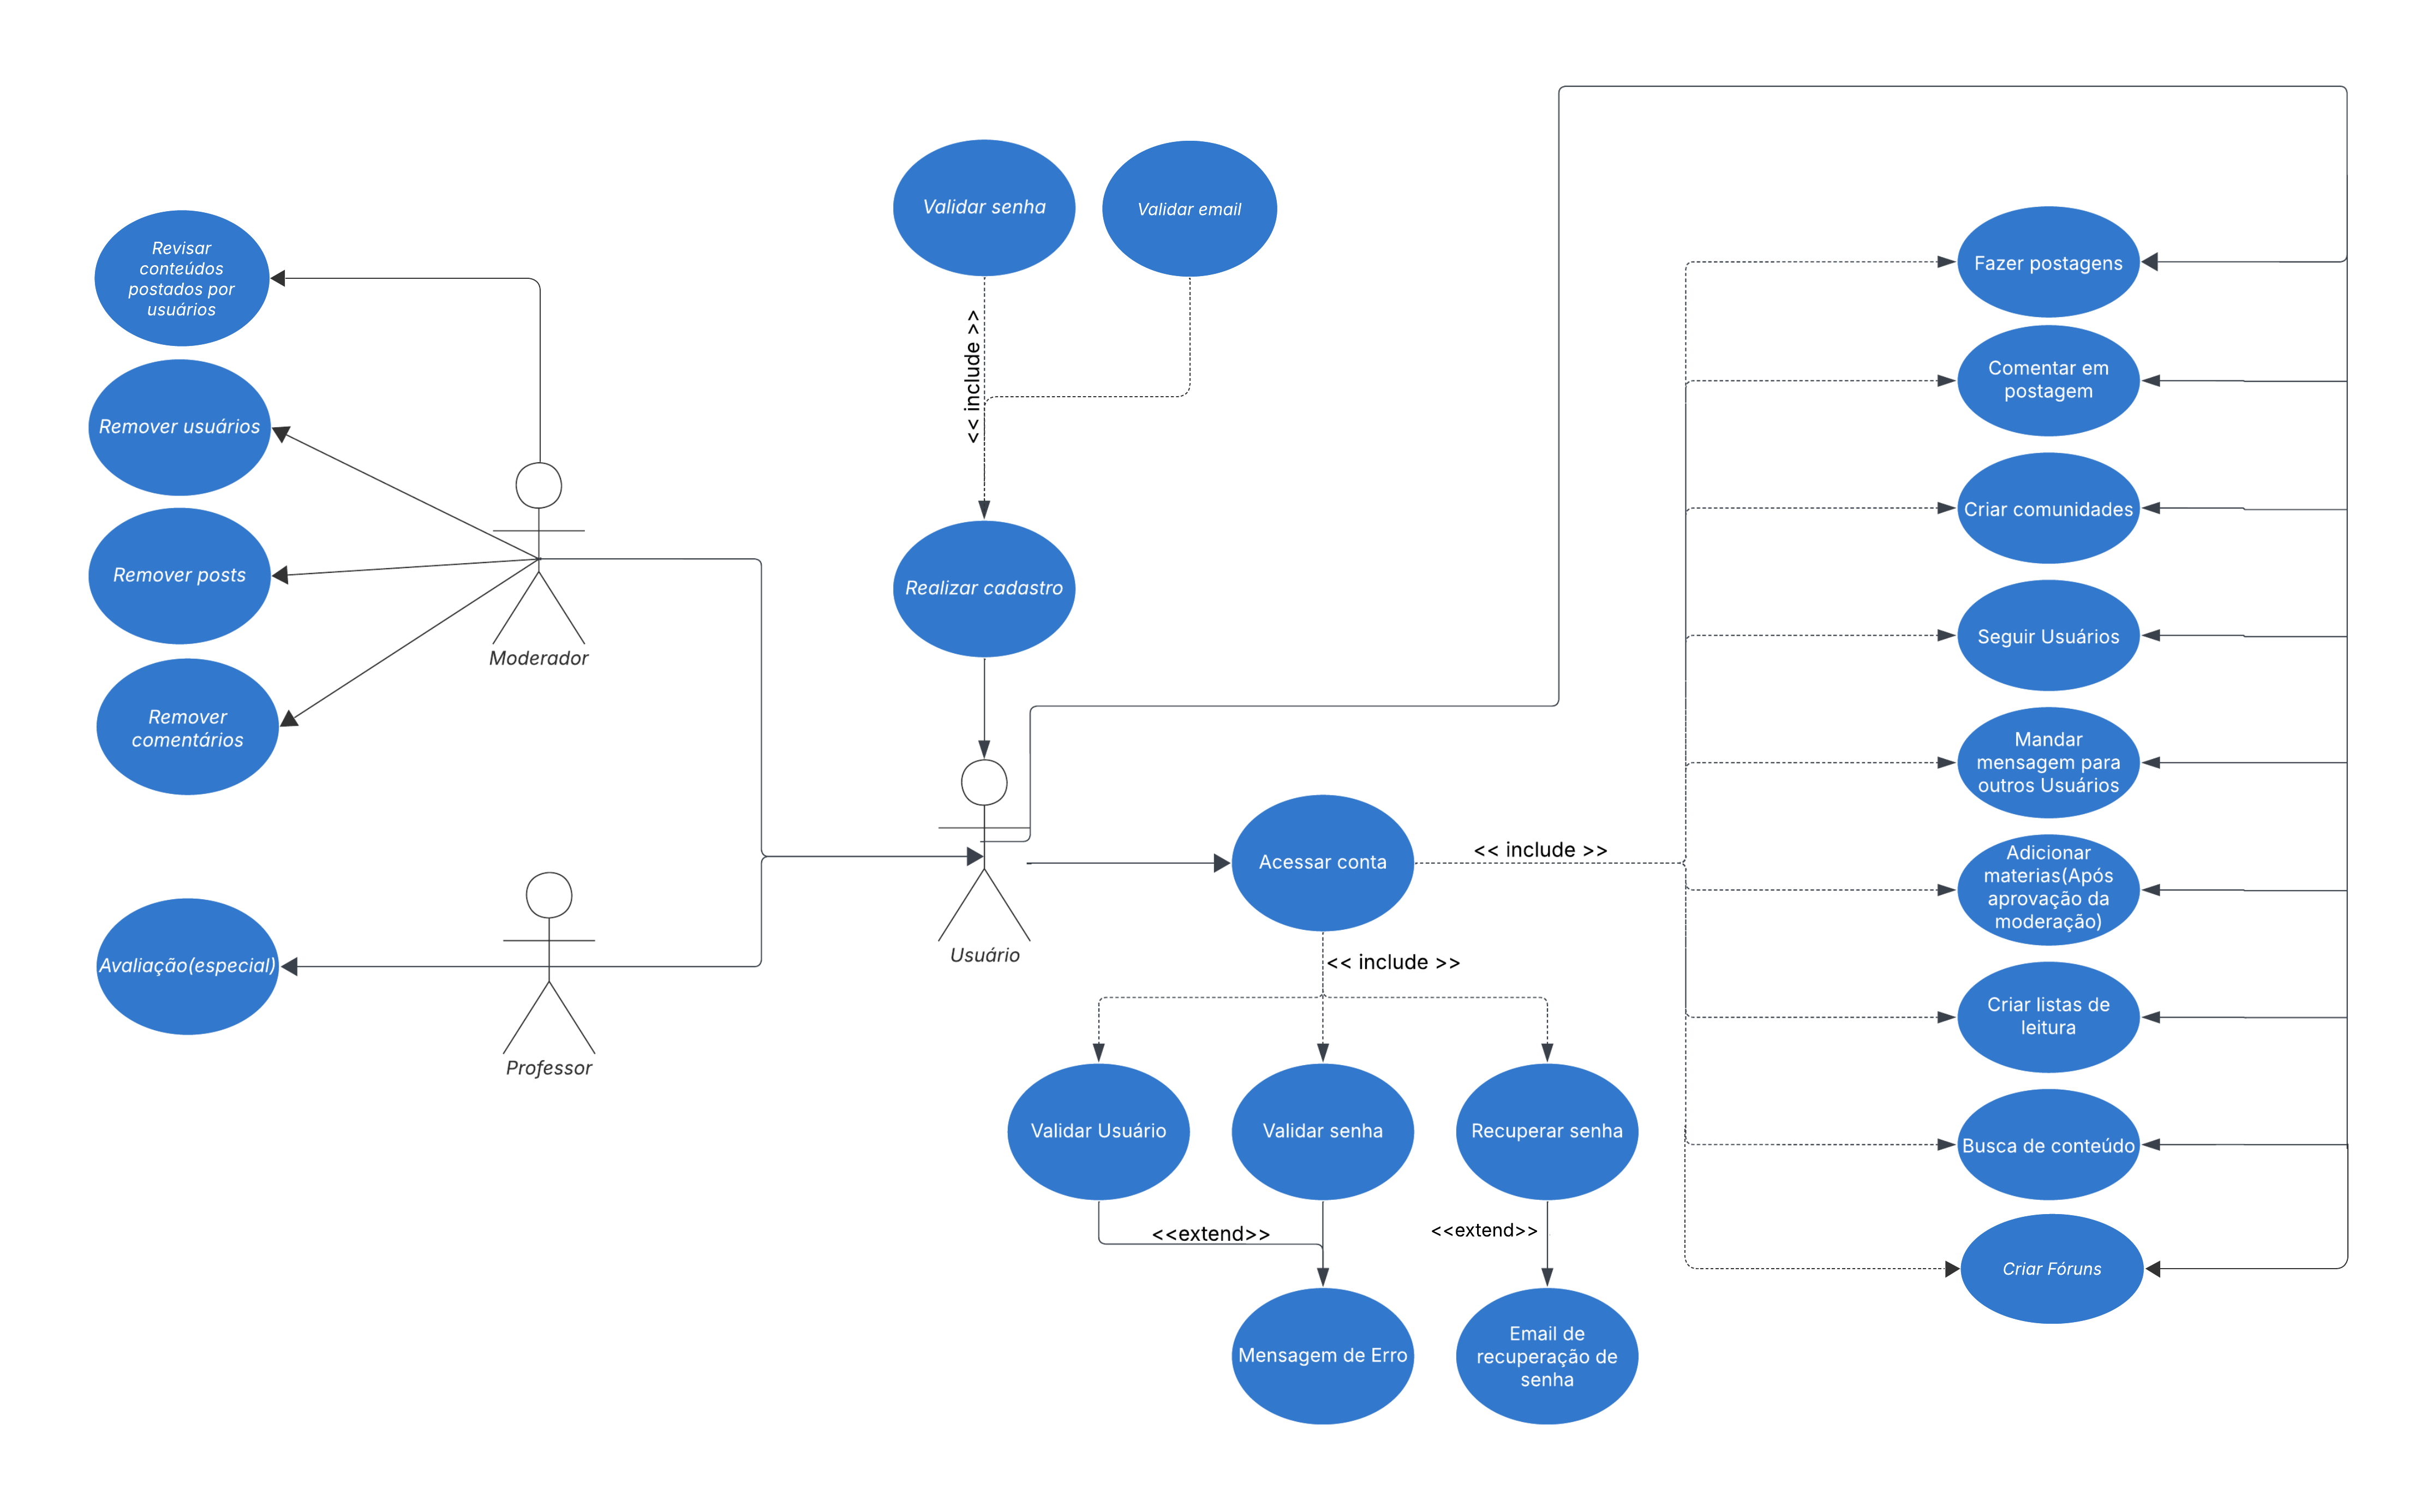 Validar senha
Validar email
Revisar
conteúdos
postados por
usuários
Fazer postagens
<< include >>
Comentar em
postagem
Remover usuários
Criar comunidades
Remover posts
Realizar cadastro
Seguir Usuários
Moderador
Remover
comentários
Mandar
mensagem para
outros Usuários
Acessar conta
<< include >>
Adicionar
materias(Após
aprovação da
moderação)
Usuário
<< include >>
Avaliação(especial)
Criar listas de
leitura
Professor
Validar Usuário
Validar senha
Recuperar senha
Busca de conteúdo
<<extend>>
<<extend>>
Criar Fóruns
Mensagem de Erro
Email de
recuperação de
senha